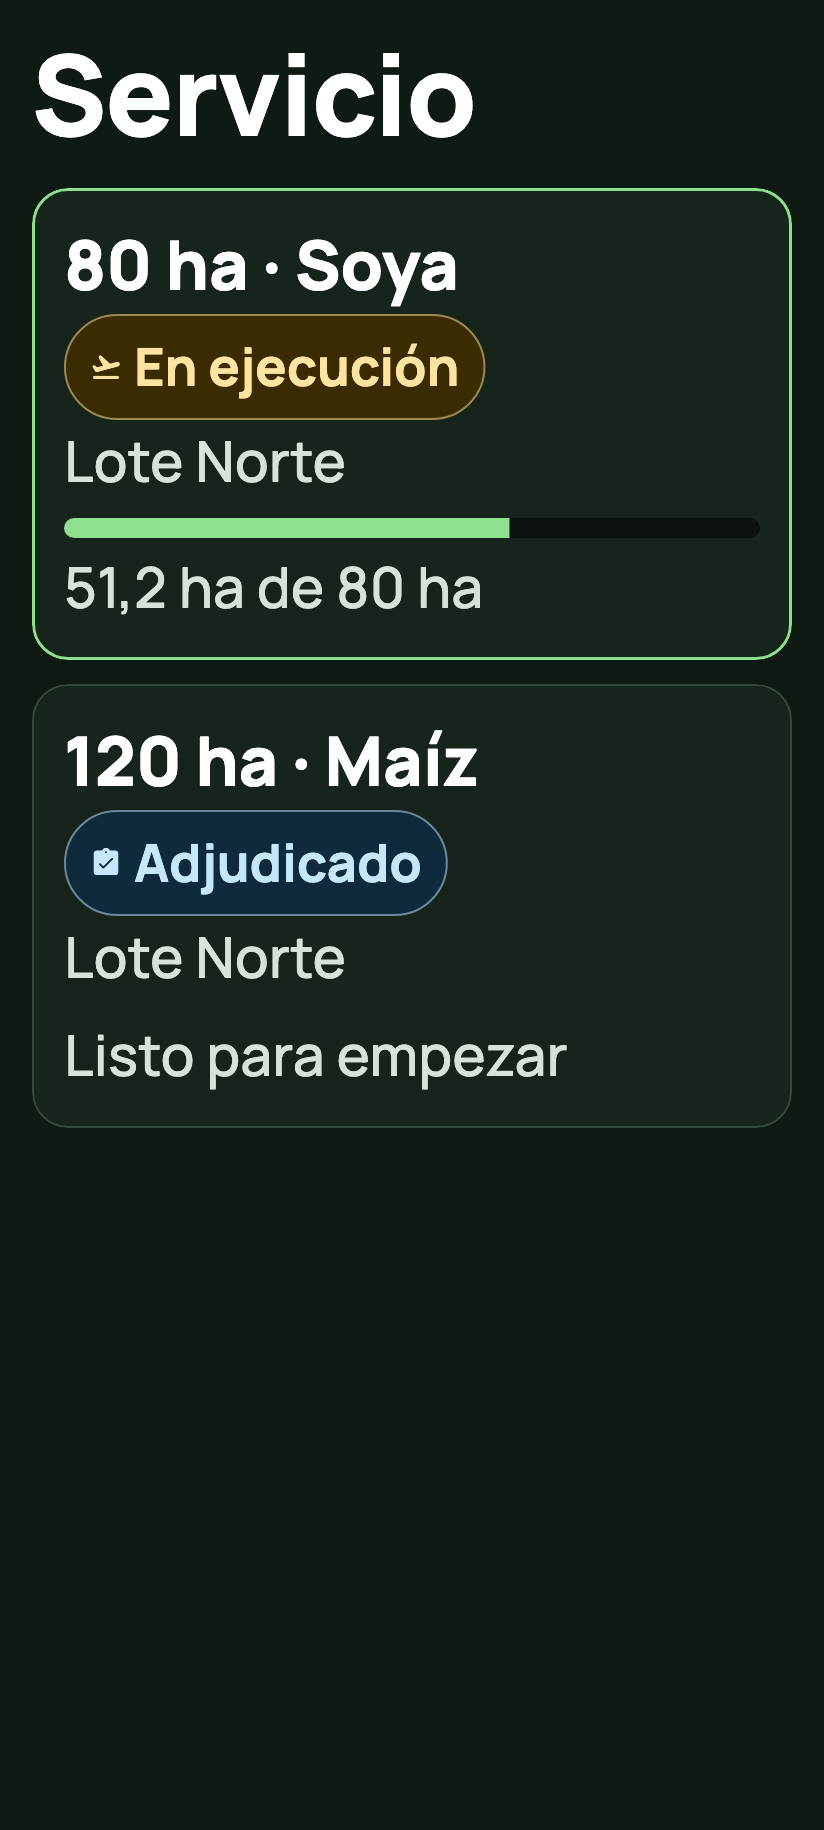 Servicio
80 ha · Soya
En ejecución
Lote Norte
51,2 ha de 80 ha
120 ha · Maíz
Adjudicado
Lote Norte
Listo para empezar